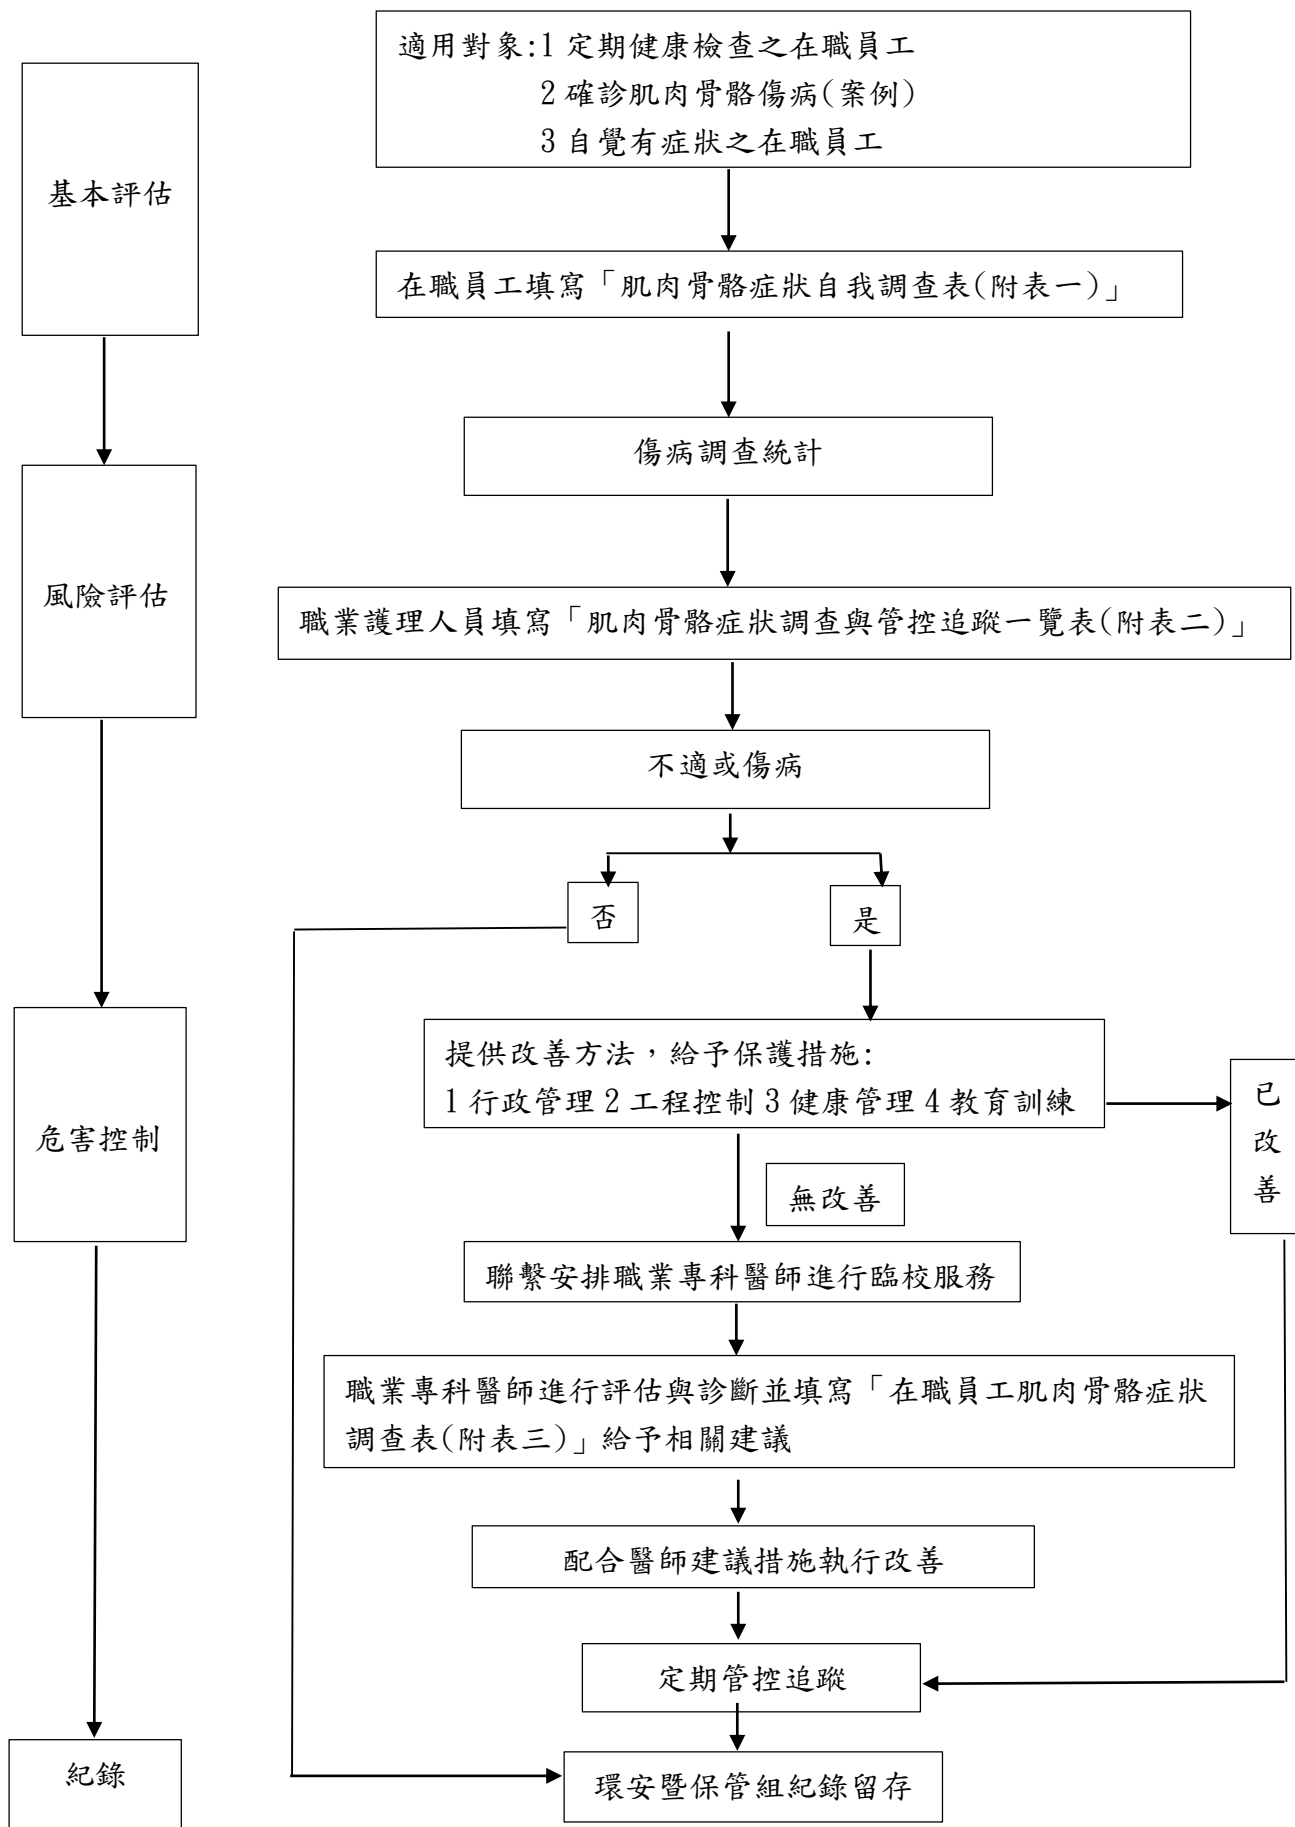 適用對象:1 定期健康檢查之在職員工
2 確診肌肉骨骼傷病(案例)
3 自覺有症狀之在職員工
基本評估
在職員工填寫「肌肉骨骼症狀自我調查表(附表一)」
傷病調查統計
風險評估
職業護理人員填寫「肌肉骨骼症狀調查與管控追蹤一覽表(附表二)」
不適或傷病
否
是
提供改善方法，給予保護措施:
1 行政管理 2 工程控制 3 健康管理 4 教育訓練
已
改
善
危害控制
無改善
聯繫安排職業專科醫師進行臨校服務
職業專科醫師進行評估與診斷並填寫「在職員工肌肉骨骼症狀
調查表(附表三)」給予相關建議
配合醫師建議措施執行改善
定期管控追蹤
紀錄
環安暨保管組紀錄留存